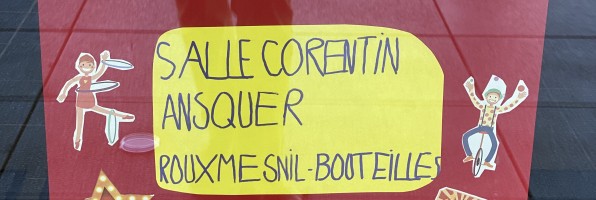 SALLE CORENTIN
ANSQUER
ROUXMESNIL-BOUTEILLES